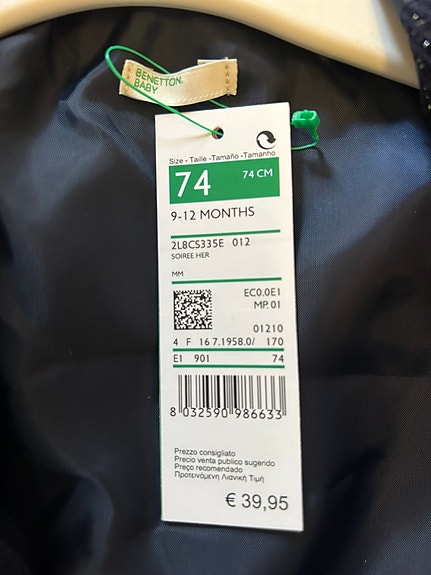 BENETTON
BABY
Size - Taille -Tamaño -Tamanho
74 74 CM
9-12 MONTHS
2L8CS335E 012
SOIREE HER
MM
EC0.0E1
MP. 01
01210
4 F 16 7.1958.0/ 170
E1 901 74
8 032590 986633
Prezzo consigliato
Precio venta publico sugerido
Preço recomendado
Προτεινόμενη Λιανική Τιμή
€ 39,95